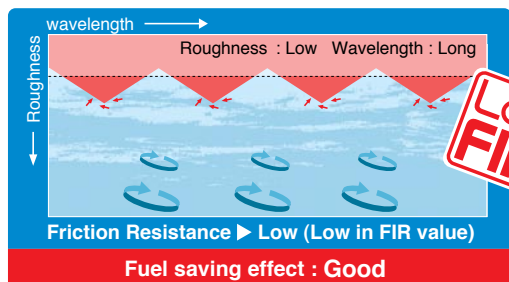 wavelength
Roughness
Roughness : Low Wavelength : Long
Friction Resistance ▶ Low (Low in FIR value)
Fuel saving effect : Good